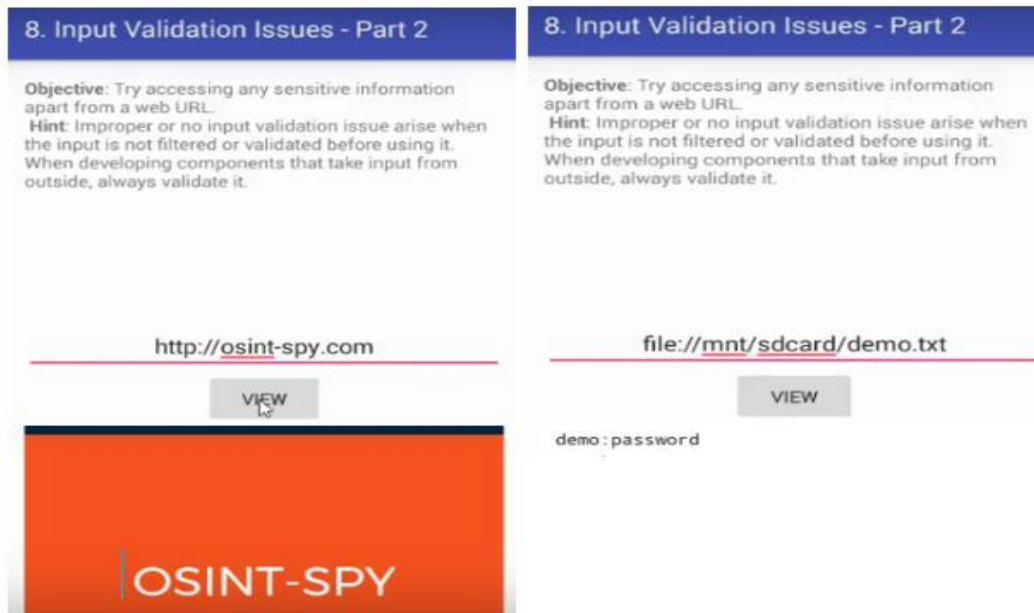 8. Input Validation Issues - Part 2
Objective: Try accessing any sensitive information
apart from a web URL.
Hint: Improper or no input validation issue arise when
the input is not filtered or validated before using it.
When developing components that take input from
outside, always validate it.
http://osint-spy.com
VIEW
OSINT-SPY
8. Input Validation Issues - Part 2
Objective: Try accessing any sensitive information
apart from a web URL.
Hint: Improper or no input validation issue arise when
the input is not filtered or validated before using it.
When developing components that take input from
outside, always validate it.
file://mnt/sdcard/demo.txt
VIEW
demo:password